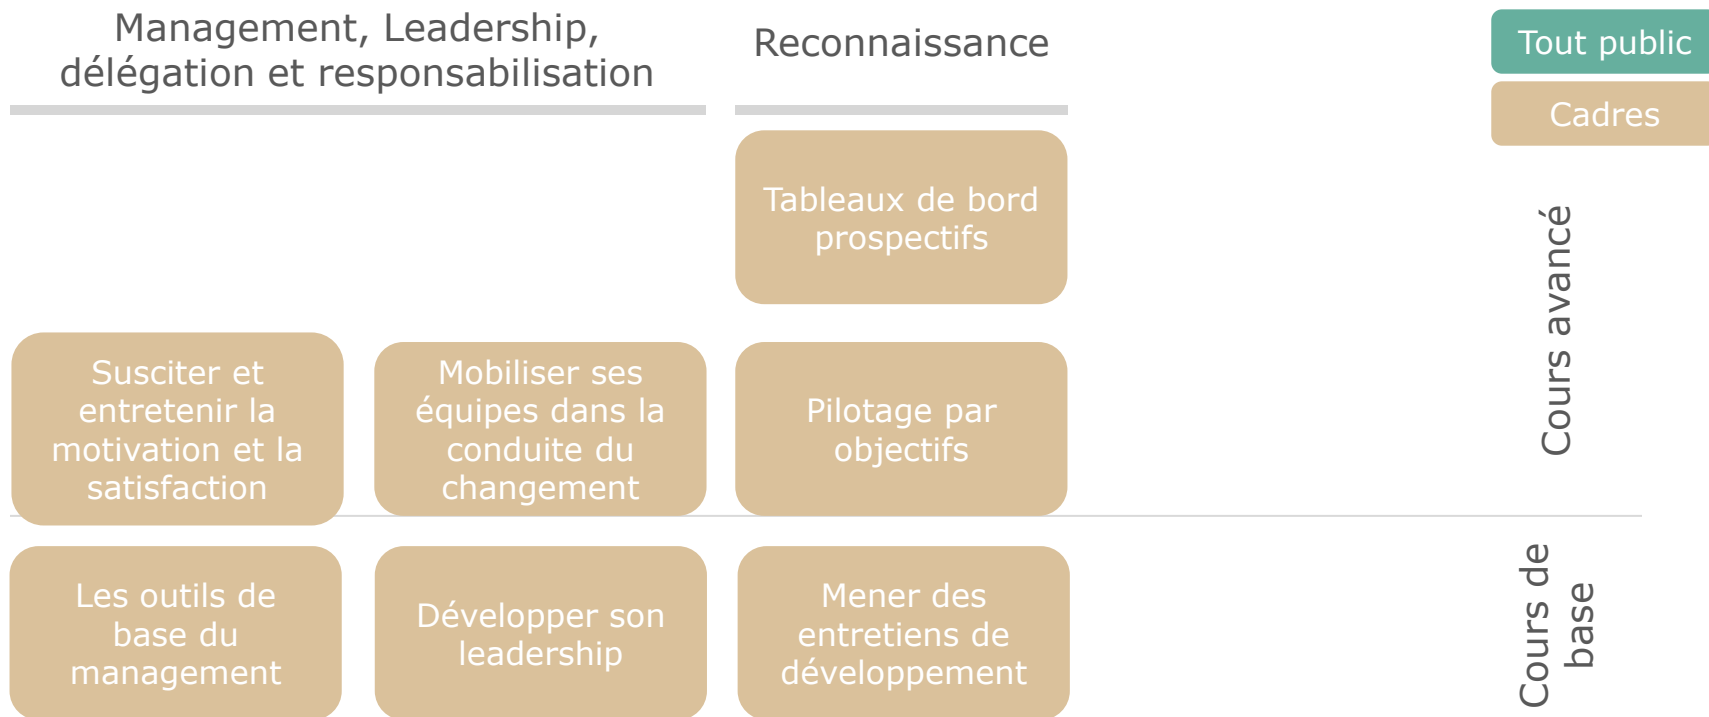 Management, Leadership,
délégation et responsabilisation
Reconnaissance
Tout public
Cadres
Tableaux de bord
prospectifs
Susciter et
entretenir la
motivation et la
satisfaction
Mobiliser ses
équipes dans la
conduite du
changement
Pilotage par
objectifs
Cours avancé
Les outils de
base du
management
Développer son
leadership
Mener des
entretiens de
développement
Cours de
base